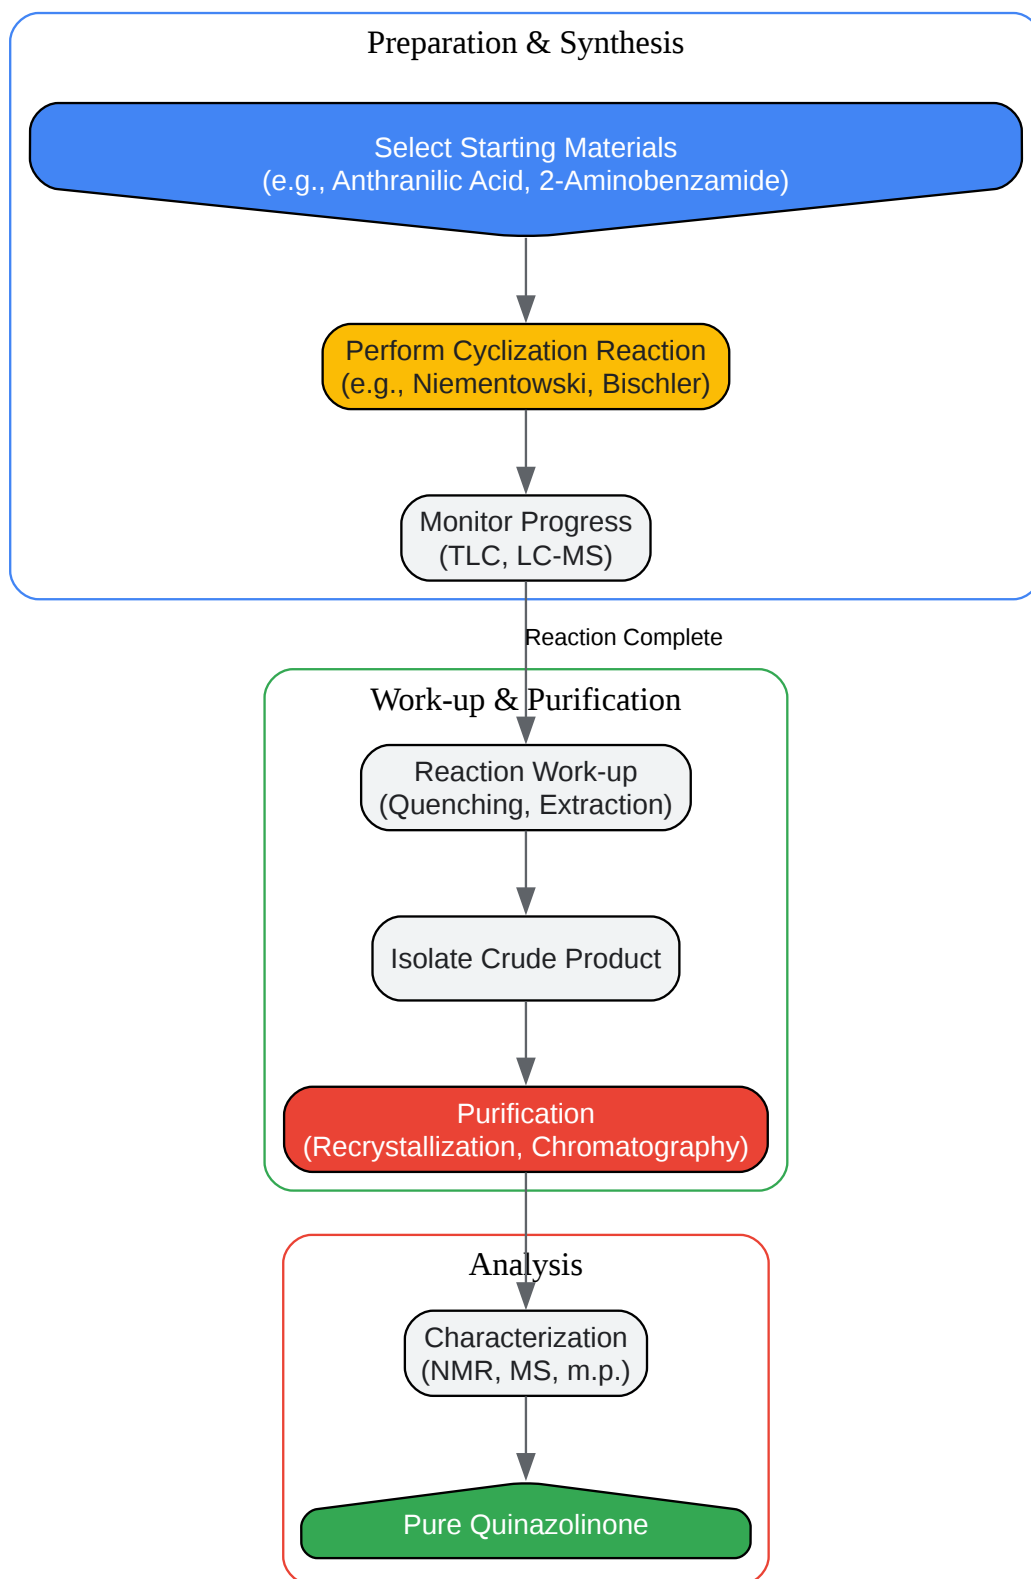 Preparation & Synthesis
Select Starting Materials
(e.g., Anthranilic Acid, 2-Aminobenzamide)
Perform Cyclization Reaction
(e.g., Niementowski, Bischler)
Monitor Progress
(TLC, LC-MS)
Reaction Complete
Work-up & Purification
Reaction Work-up
(Quenching, Extraction)
Isolate Crude Product
Purification
(Recrystallization, Chromatography)
Analysis
Characterization
(NMR, MS, m.p.)
Pure Quinazolinone